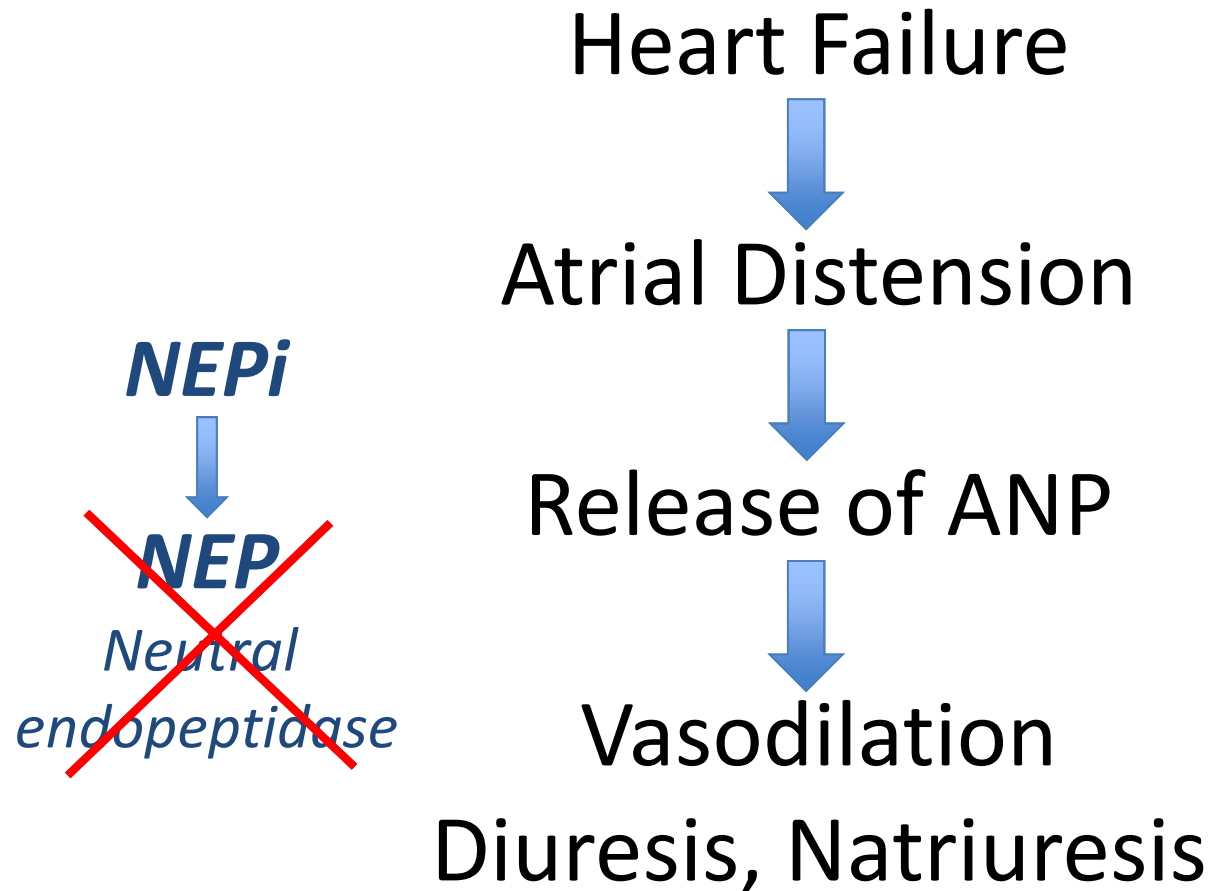 Heart Failure
Atrial Distension
NEPi
Release of ANP
NEP
Neutral
endopeptidase
Vasodilation
Diuresis, Natriuresis